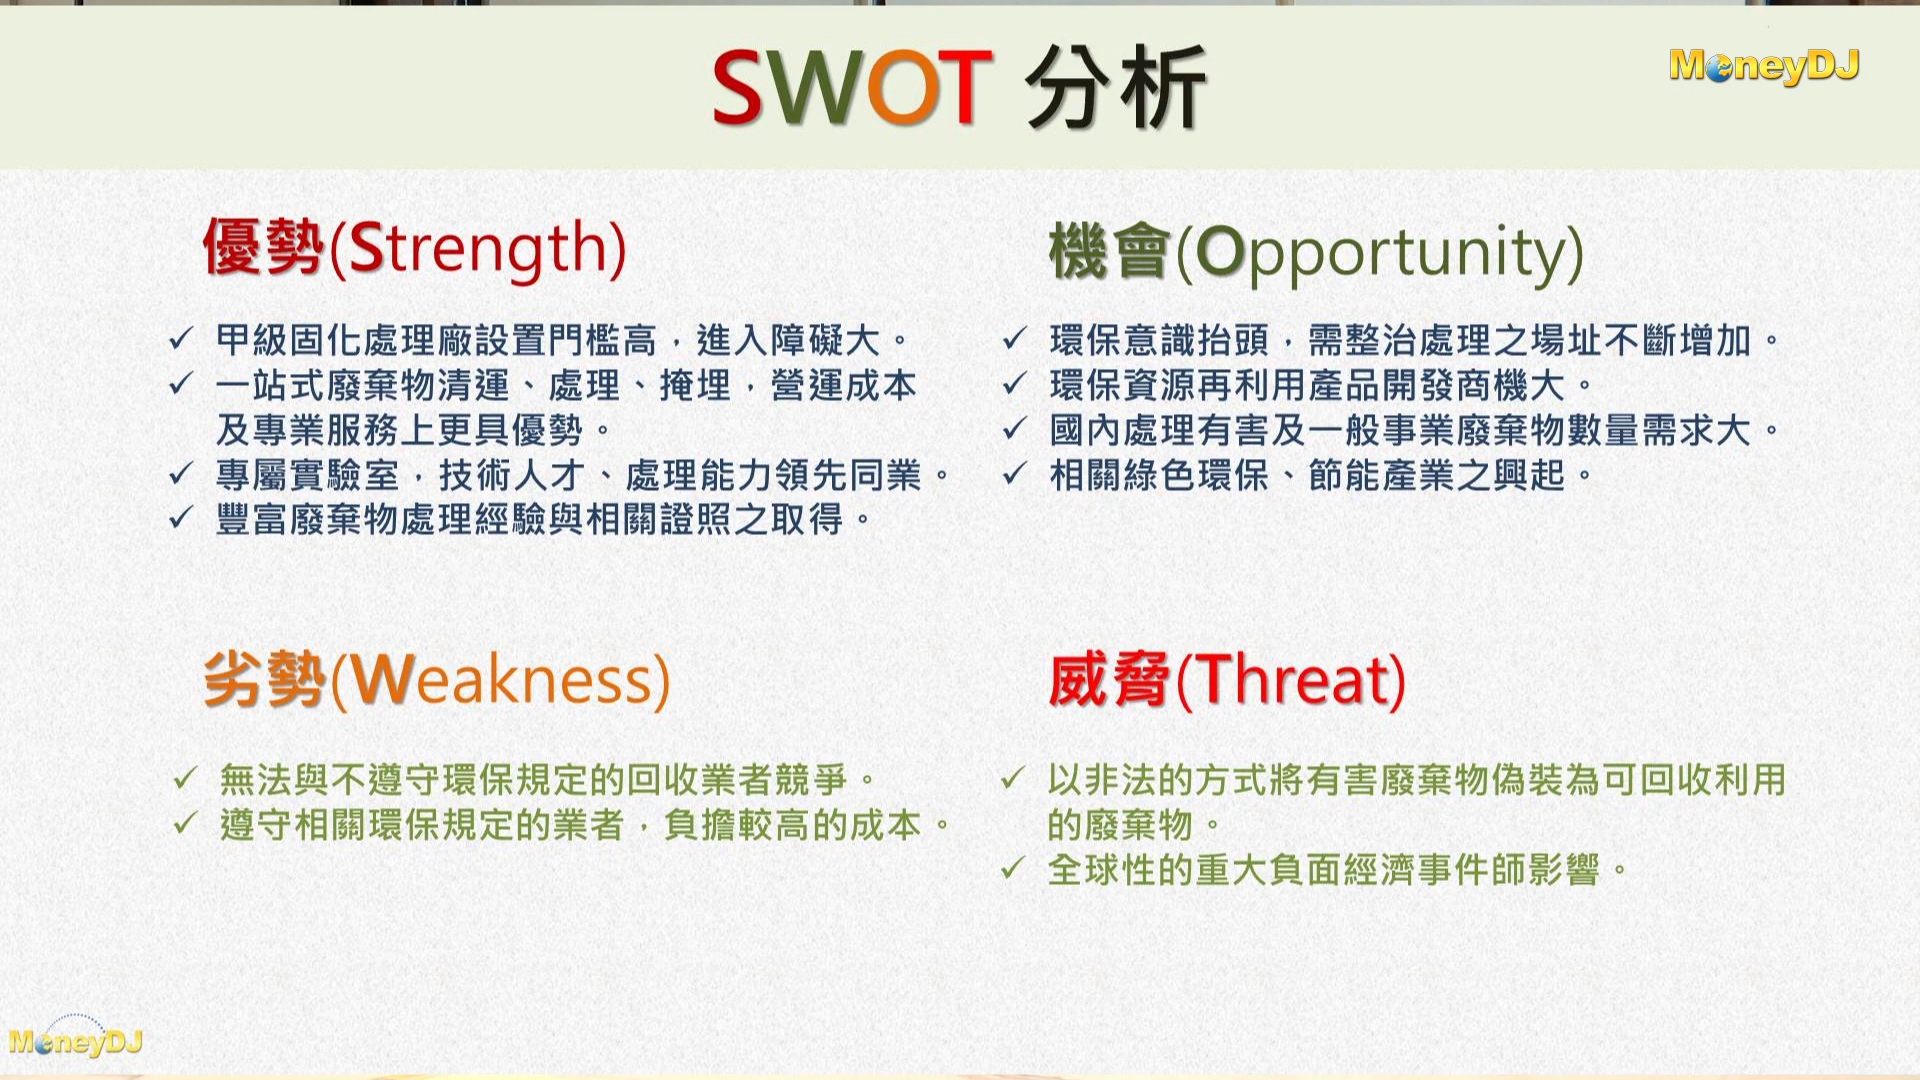 SWOT 分析
MoneyDJ
優勢(Strength)
✓ 甲級固化處理廠設置門檻高，進入障礙大。
✓ 一站式廢棄物清運、處理、掩埋，營運成本
及專業服務上更具優勢。
✓ 專屬實驗室，技術人才、處理能力領先同業。
✓ 豐富廢棄物處理經驗與相關證照之取得。
機會(Opportunity)
✓ 環保意識抬頭，需整治處理之場址不斷增加。
✓ 環保資源再利用產品開發商機大。
✓ 國內處理有害及一般事業廢棄物數量需求大。
✓ 相關綠色環保、節能產業之興起。
劣勢(Weakness)
✓ 無法與不遵守環保規定的回收業者競爭。
✓ 遵守相關環保規定的業者，負擔較高的成本。
威脅(Threat)
✓ 以非法的方式將有害廢棄物偽裝為可回收利用
的廢棄物。
✓ 全球性的重大負面經濟事件師影響。
MoneyDJ